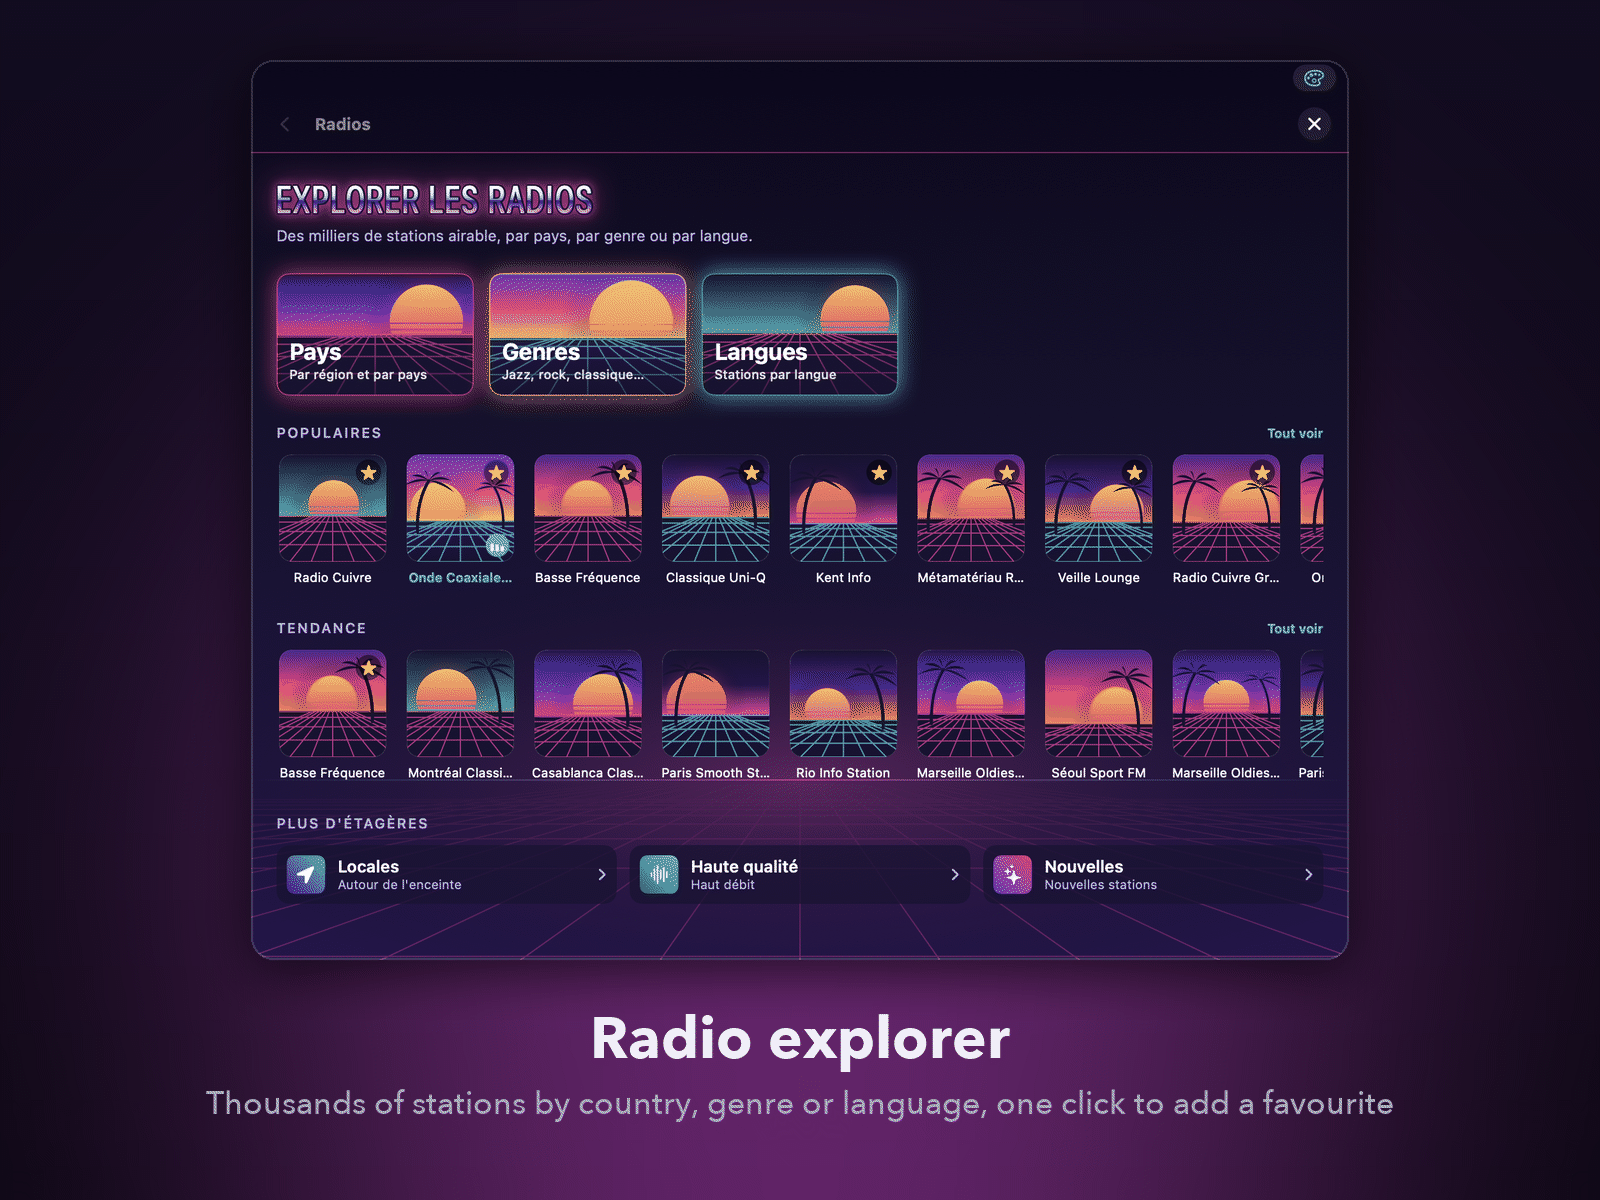 Radios
EXPLORER LES RADIOS
Des milliers de stations airable, par pays, par genre ou par langue.
Pays
Par région et par pays
Genres
Jazz, rock, classique...
Langues
Stations par langue
POPULAIRES
Tout voir
Radio Cuivre
Onde Coaxiale...
Basse Fréquence
Classique Uni-Q
Kent Info
Métamatériau R...
Veille Lounge
Radio Cuivre Gr...
TENDANCE
Tout voir
Basse Fréquence
Montréal Classi...
Casablanca Clas...
Paris Smooth St...
Rio Info Station
Marseille Oldies...
Séoul Sport FM
Marseille Oldies...
PLUS D'ÉTAGÈRES
Locales
Autour de l'enceinte
Haute qualité
Haut débit
Nouvelles
Nouvelles stations
Radio explorer
Thousands of stations by country, genre or language, one click to add a favourite